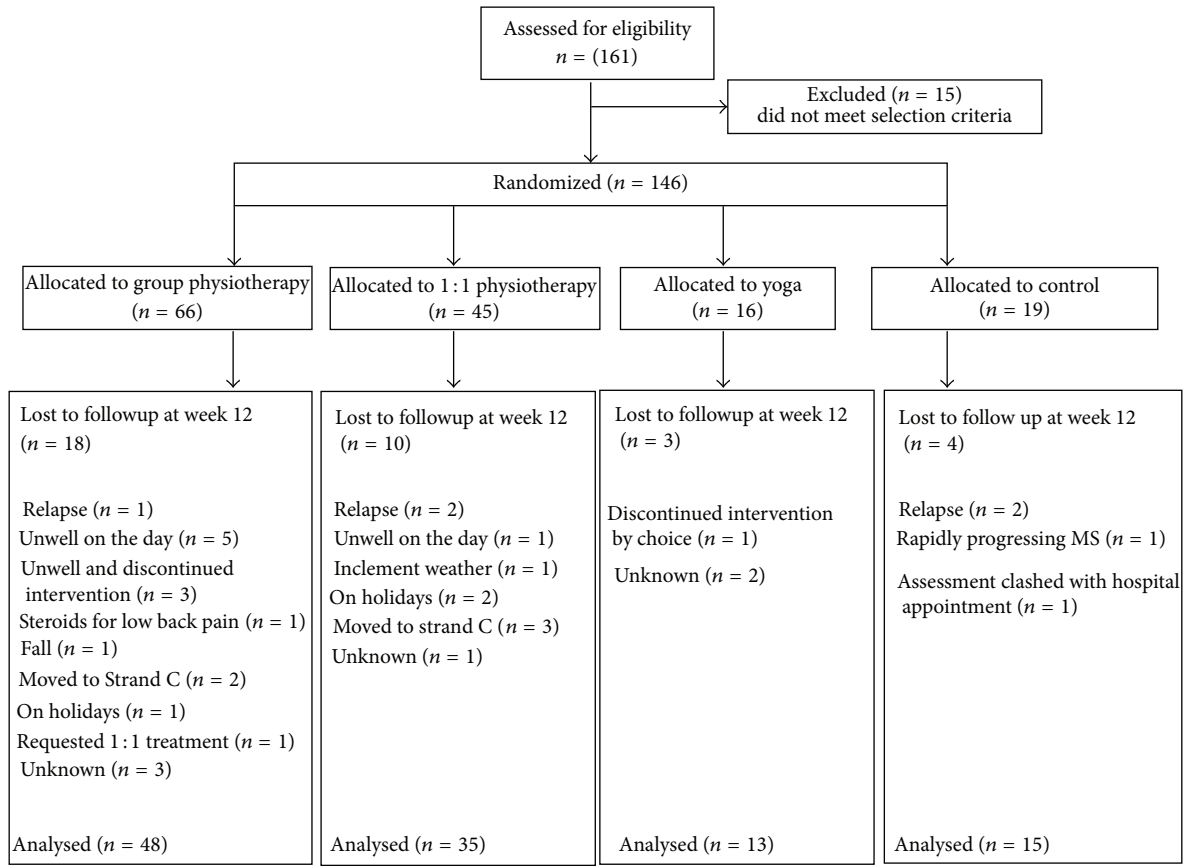 Assessed for eligibility
n = (161)
Excluded (n = 15)
did not meet selection criteria
Randomized (n = 146)
Allocated to group physiotherapy
(n = 66)
Allocated to 1 : 1 physiotherapy
(n = 45)
Allocated to yoga
(n = 16)
Allocated to control
(n = 19)
Lost to followup at week 12
(n = 18)
Relapse (n = 1)
Unwell on the day (n = 5)
Unwell and discontinued
intervention (n = 3)
Steroids for low back pain (n = 1)
Fall (n = 1)
Moved to Strand C (n = 2)
On holidays (n = 1)
Requested 1 : 1 treatment (n = 1)
Unknown (n = 3)
Analysed (n = 48)
Lost to followup at week 12
(n = 10)
Relapse (n = 2)
Unwell on the day (n = 1)
Inclement weather (n = 1)
On holidays (n = 2)
Moved to strand C (n = 3)
Unknown (n = 1)
Analysed (n = 35)
Lost to followup at week 12
(n = 3)
Discontinued intervention
by choice (n = 1)
Unknown (n = 2)
Analysed (n = 13)
Lost to follow up at week 12
(n = 4)
Relapse (n = 2)
Rapidly progressing MS (n = 1)
Assessment clashed with hospital
appointment (n = 1)
Analysed (n = 15)